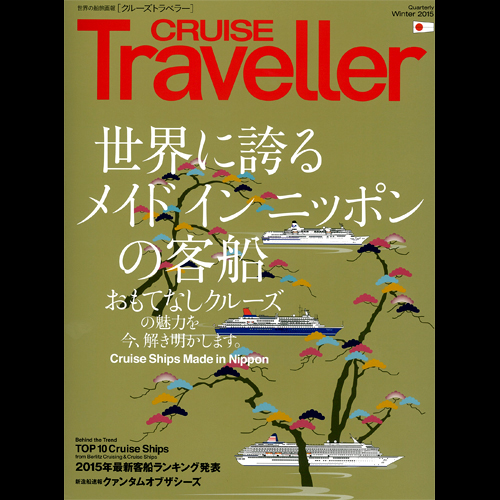 世界の船旅画報 [クルーズトラベラー]
Quarterly
Winter 2015
CRUISE
Traveller
世界に誇る
メイドインニッポン
の客船
おもてなしクルーズ
の魅力を
今、解き明かします。
Cruise Ships Made in Nippon
Behind the Trend
TOP 10 Cruise Ships
from Berlitz Cruising & Cruise Ships
2015年最新客船ランキング発表
新造船速報 クァンタムオブザシーズ